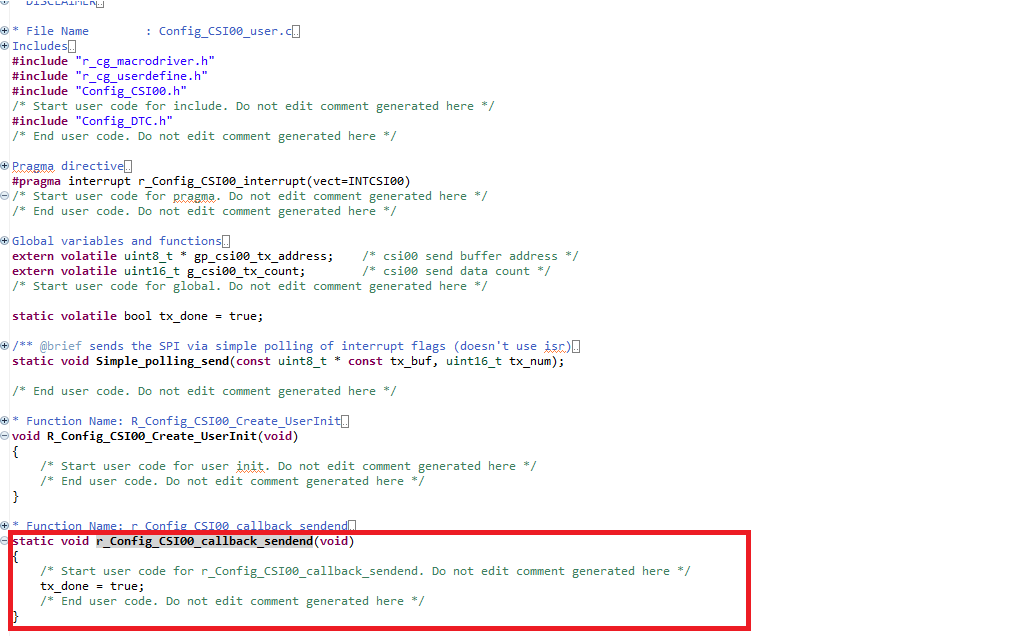 DISCLAIMER
* File Name        : Config_CSI00_user.c
Includes
#include "r_cg_macrodriver.h"
#include "r_cg_userdefine.h"
#include "Config_CSI00.h"
/* Start user code for include. Do not edit comment generated here */
#include "Config_DTC.h"
/* End user code. Do not edit comment generated here */
Pragma directive
#pragma interrupt r_Config_CSI00_interrupt(vect=INTCSI00)
/* Start user code for pragma. Do not edit comment generated here */
/* End user code. Do not edit comment generated here */
Global variables and functions
extern volatile uint8_t * gp_csi00_tx_address;    /* csi00 send buffer address */
extern volatile uint16_t g_csi00_tx_count;        /* csi00 send data count */
/* Start user code for global. Do not edit comment generated here */
static volatile bool tx_done = true;
/** @brief sends the SPI via simple polling of interrupt flags (doesn't use isr)
static void Simple_polling_send(const uint8_t * const tx_buf, uint16_t tx_num);
/* End user code. Do not edit comment generated here */
* Function Name: R_Config_CSI00_Create_UserInit
void R_Config_CSI00_Create_UserInit(void)
{
    /* Start user code for user init. Do not edit comment generated here */
    /* End user code. Do not edit comment generated here */
}
* Function Name: r_Config_CSI00_callback_sendend
static void r_Config_CSI00_callback_sendend(void)
{
    /* Start user code for r_Config_CSI00_callback_sendend. Do not edit comment generated here */
    tx_done = true;
    /* End user code. Do not edit comment generated here */
}